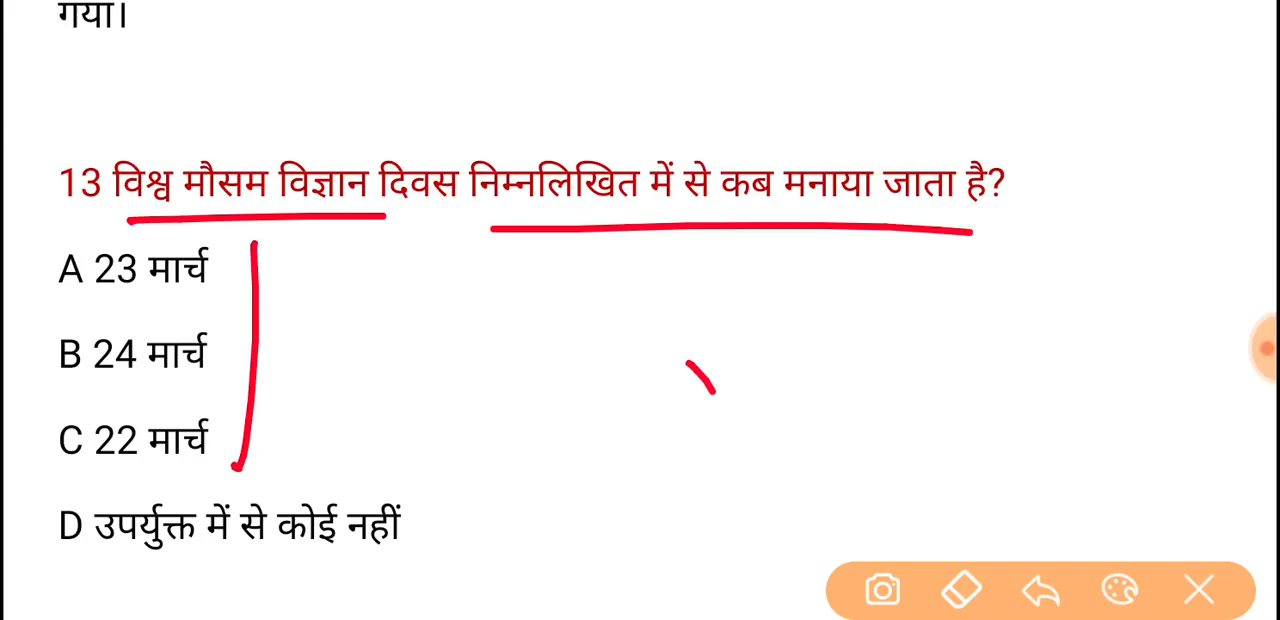 गया।
13 विश्व मौसम विज्ञान दिवस निम्नलिखित में से कब मनाया जाता है?
A 23 मार्च
B 24 मार्च
C 22 मार्च
D उपर्युक्त में से कोई नहीं